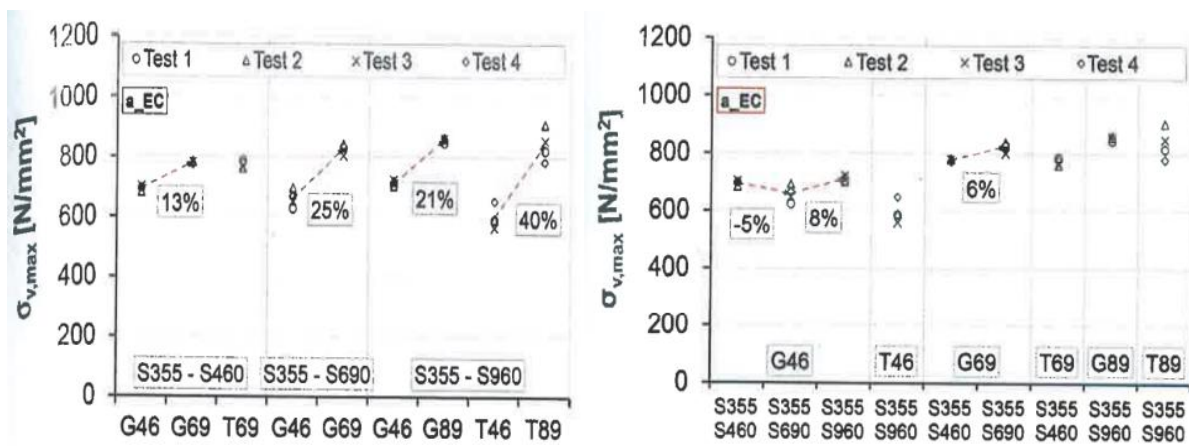 1200
○ Test 1 △ Test 2 × Test 3 ◇ Test 4
a_EC
1000
800
600
400
200
0
σv,max [N/mm²]
13%
25%
21%
40%
S355 - S460 S355 - S690 S355 - S960
G46 G69 T69 G46 G69 G46 G89 T46 T89
1200
○ Test 1 △ Test 2 × Test 3 ◇ Test 4
a_EC
1000
800
600
400
200
0
σv,max [N/mm²]
-5%
8%
6%
G46 T46 G69 T69 G89 T89
S355 S355 S355 S355 S355 S355 S355 S355 S355
S460 S690 S960 S960 S460 S690 S460 S960 S960